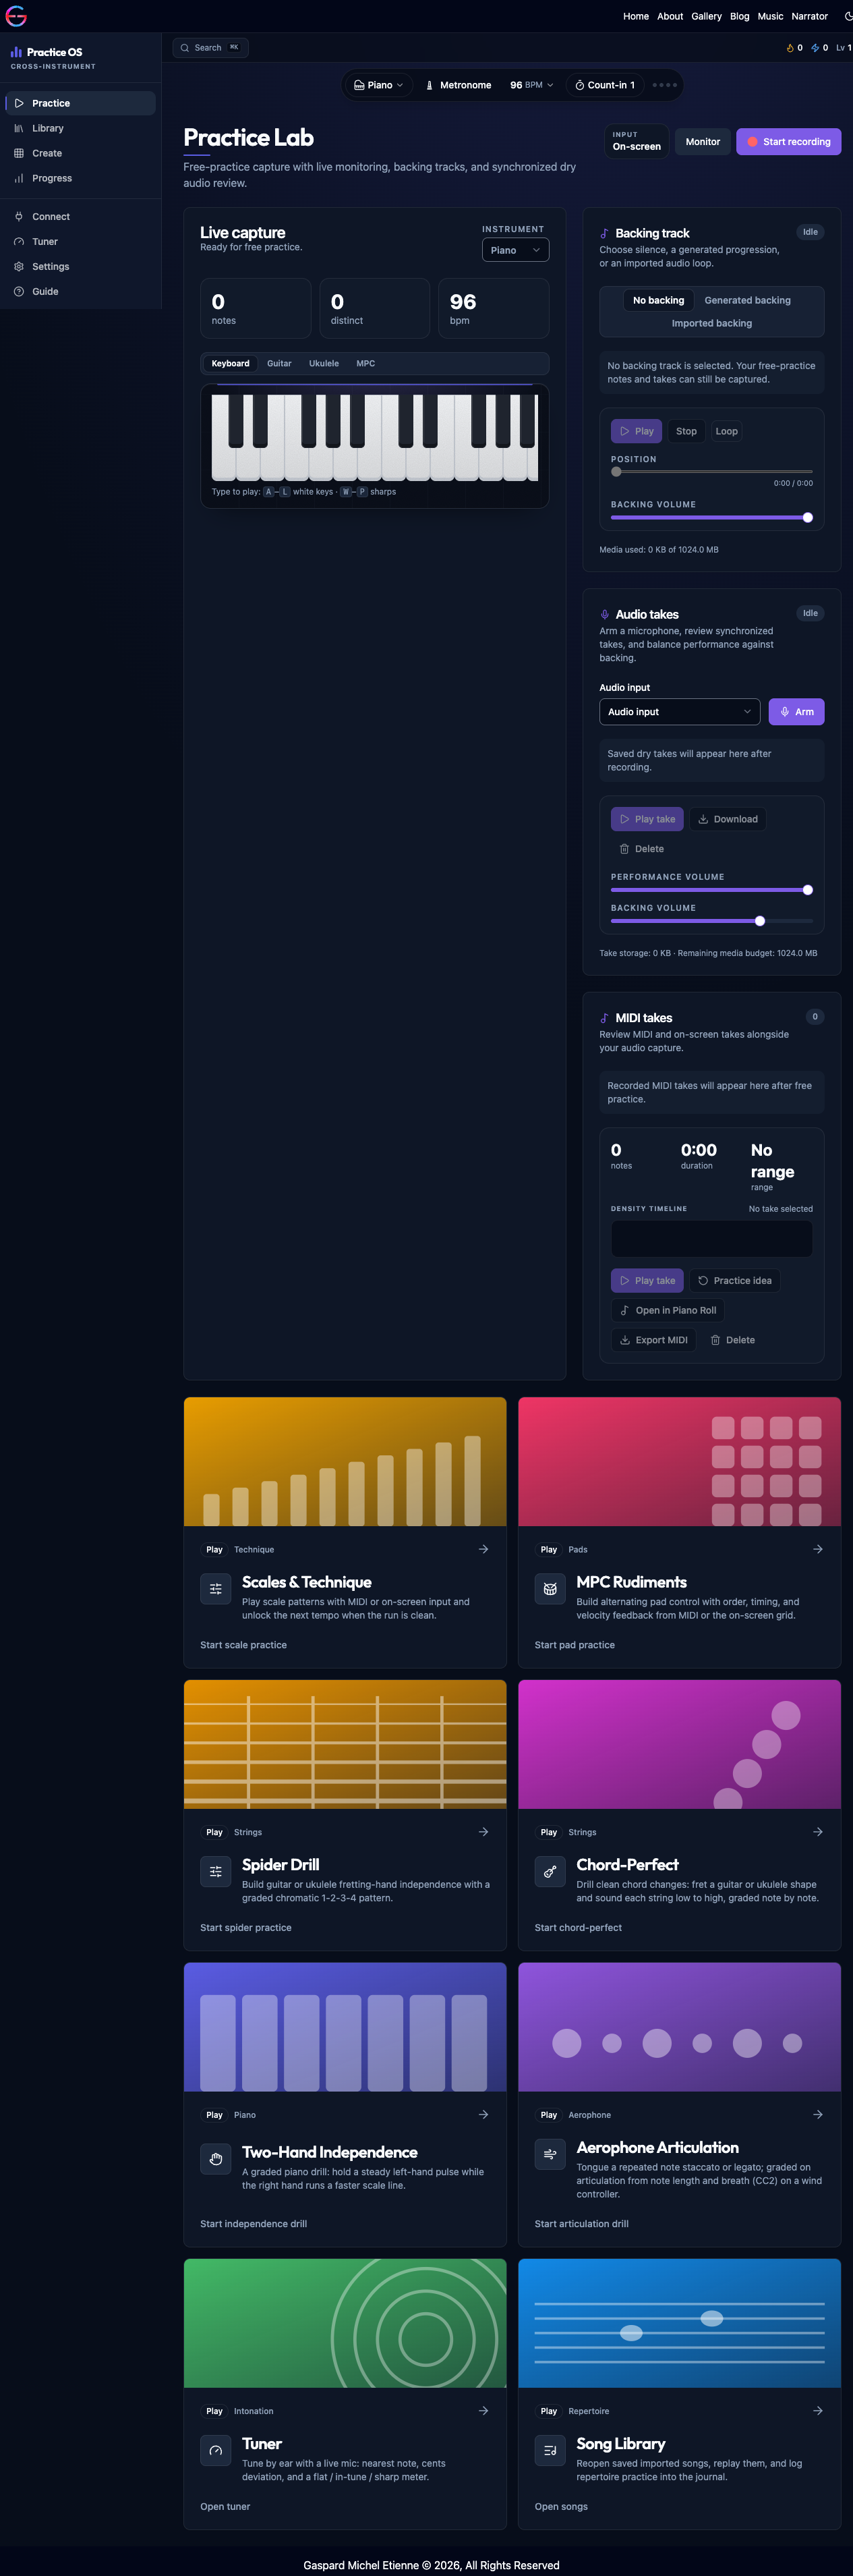 Home About Gallery Blog Music Narrator
Practice OS
CROSS-INSTRUMENT
Search ⌘K
0 0 Lv 1
Practice
Library
Create
Progress
Connect
Tuner
Settings
Guide
Piano Metronome 96 BPM Count-in 1
Practice Lab
Free-practice capture with live monitoring, backing tracks, and synchronized dry
audio review.
INPUT
On-screen
Monitor
Start recording
Live capture
Ready for free practice.
INSTRUMENT
Piano
0
notes
0
distinct
96
bpm
Keyboard Guitar Ukulele MPC
Type to play: A–L white keys · W–P sharps
Backing track
Idle
Choose silence, a generated progression,
or an imported audio loop.
No backing Generated backing
Imported backing
No backing track is selected. Your free-practice
notes and takes can still be captured.
Play Stop Loop
POSITION
0:00 / 0:00
BACKING VOLUME
Media used: 0 KB of 1024.0 MB
Audio takes
Idle
Arm a microphone, review synchronized
takes, and balance performance against
backing.
Audio input
Audio input
Arm
Saved dry takes will appear here after
recording.
Play take Download
Delete
PERFORMANCE VOLUME
BACKING VOLUME
Take storage: 0 KB · Remaining media budget: 1024.0 MB
MIDI takes
0
Review MIDI and on-screen takes alongside
your audio capture.
Recorded MIDI takes will appear here after free
practice.
0
notes
0:00
duration
No
range
range
DENSITY TIMELINE No take selected
Play take Practice idea
Open in Piano Roll
Export MIDI Delete
Play Technique
Scales & Technique
Play scale patterns with MIDI or on-screen input and
unlock the next tempo when the run is clean.
Start scale practice
Play Pads
MPC Rudiments
Build alternating pad control with order, timing, and
velocity feedback from MIDI or the on-screen grid.
Start pad practice
Play Strings
Spider Drill
Build guitar or ukulele fretting-hand independence with a
graded chromatic 1-2-3-4 pattern.
Start spider practice
Play Strings
Chord-Perfect
Drill clean chord changes: fret a guitar or ukulele shape
and sound each string low to high, graded note by note.
Start chord-perfect
Play Piano
Two-Hand Independence
A graded piano drill: hold a steady left-hand pulse while
the right hand runs a faster scale line.
Start independence drill
Play Aerophone
Aerophone Articulation
Tongue a repeated note staccato or legato; graded on
articulation from note length and breath (CC2) on a wind
controller.
Start articulation drill
Play Intonation
Tuner
Tune by ear with a live mic: nearest note, cents
deviation, and a flat / in-tune / sharp meter.
Open tuner
Play Repertoire
Song Library
Reopen saved imported songs, replay them, and log
repertoire practice into the journal.
Open songs
Gaspard Michel Etienne © 2026, All Rights Reserved